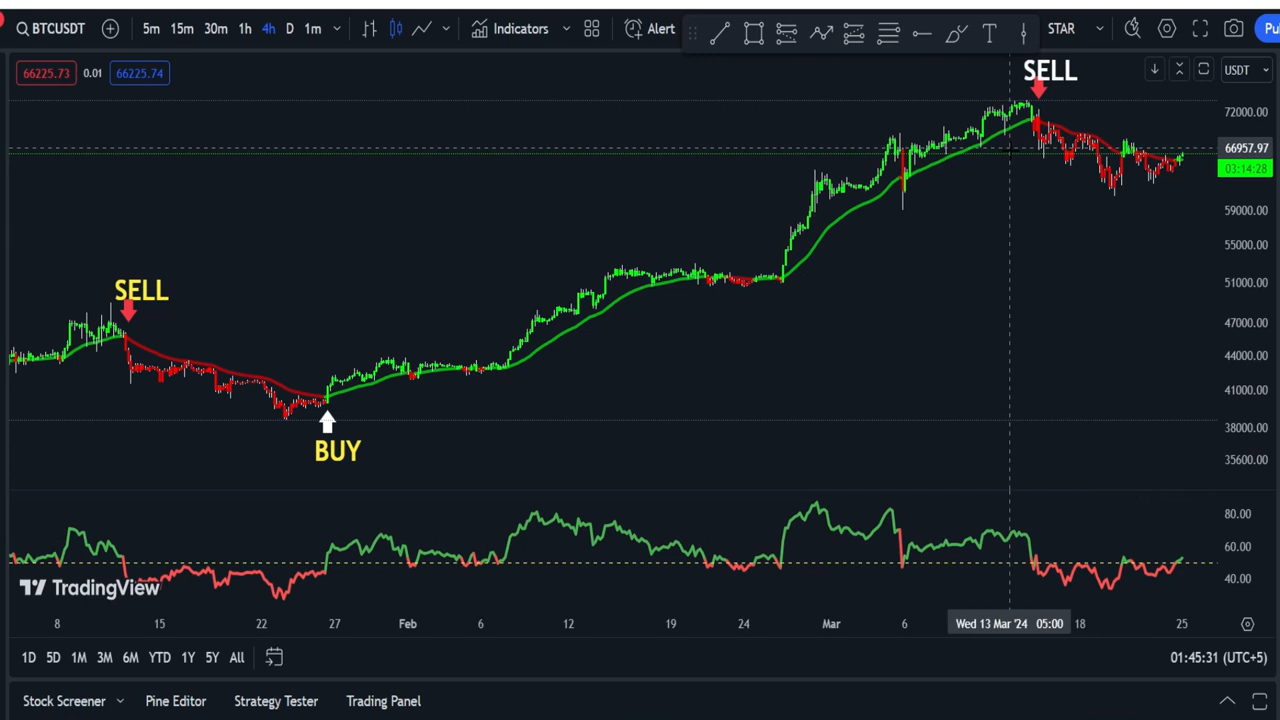 BTCUSDT 5m 15m 30m 1h 4h D 1m Indicators Alert T STAR Pu
66225.73 0.01 66225.74 SELL USDT
72000.00
66957.97
03:14:28
59000.00
55000.00
SELL 51000.00
47000.00
44000.00
41000.00
38000.00
BUY 35600.00
80.00
60.00
TradingView 40.00
8 15 22 27 Feb 6 12 19 24 Mar 6 Wed 13 Mar '24 05:00 18 25
1D 5D 1M 3M 6M YTD 1Y 5Y All 01:45:31 (UTC+5)
Stock Screener Pine Editor Strategy Tester Trading Panel